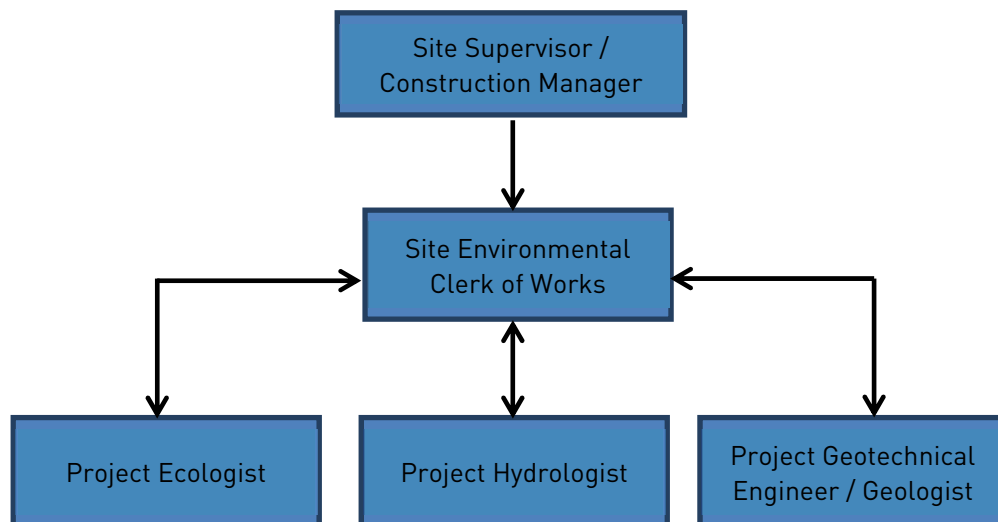 Site Supervisor /
Construction Manager
Site Environmental
Clerk of Works
Project Ecologist
Project Hydrologist
Project Geotechnical
Engineer / Geologist